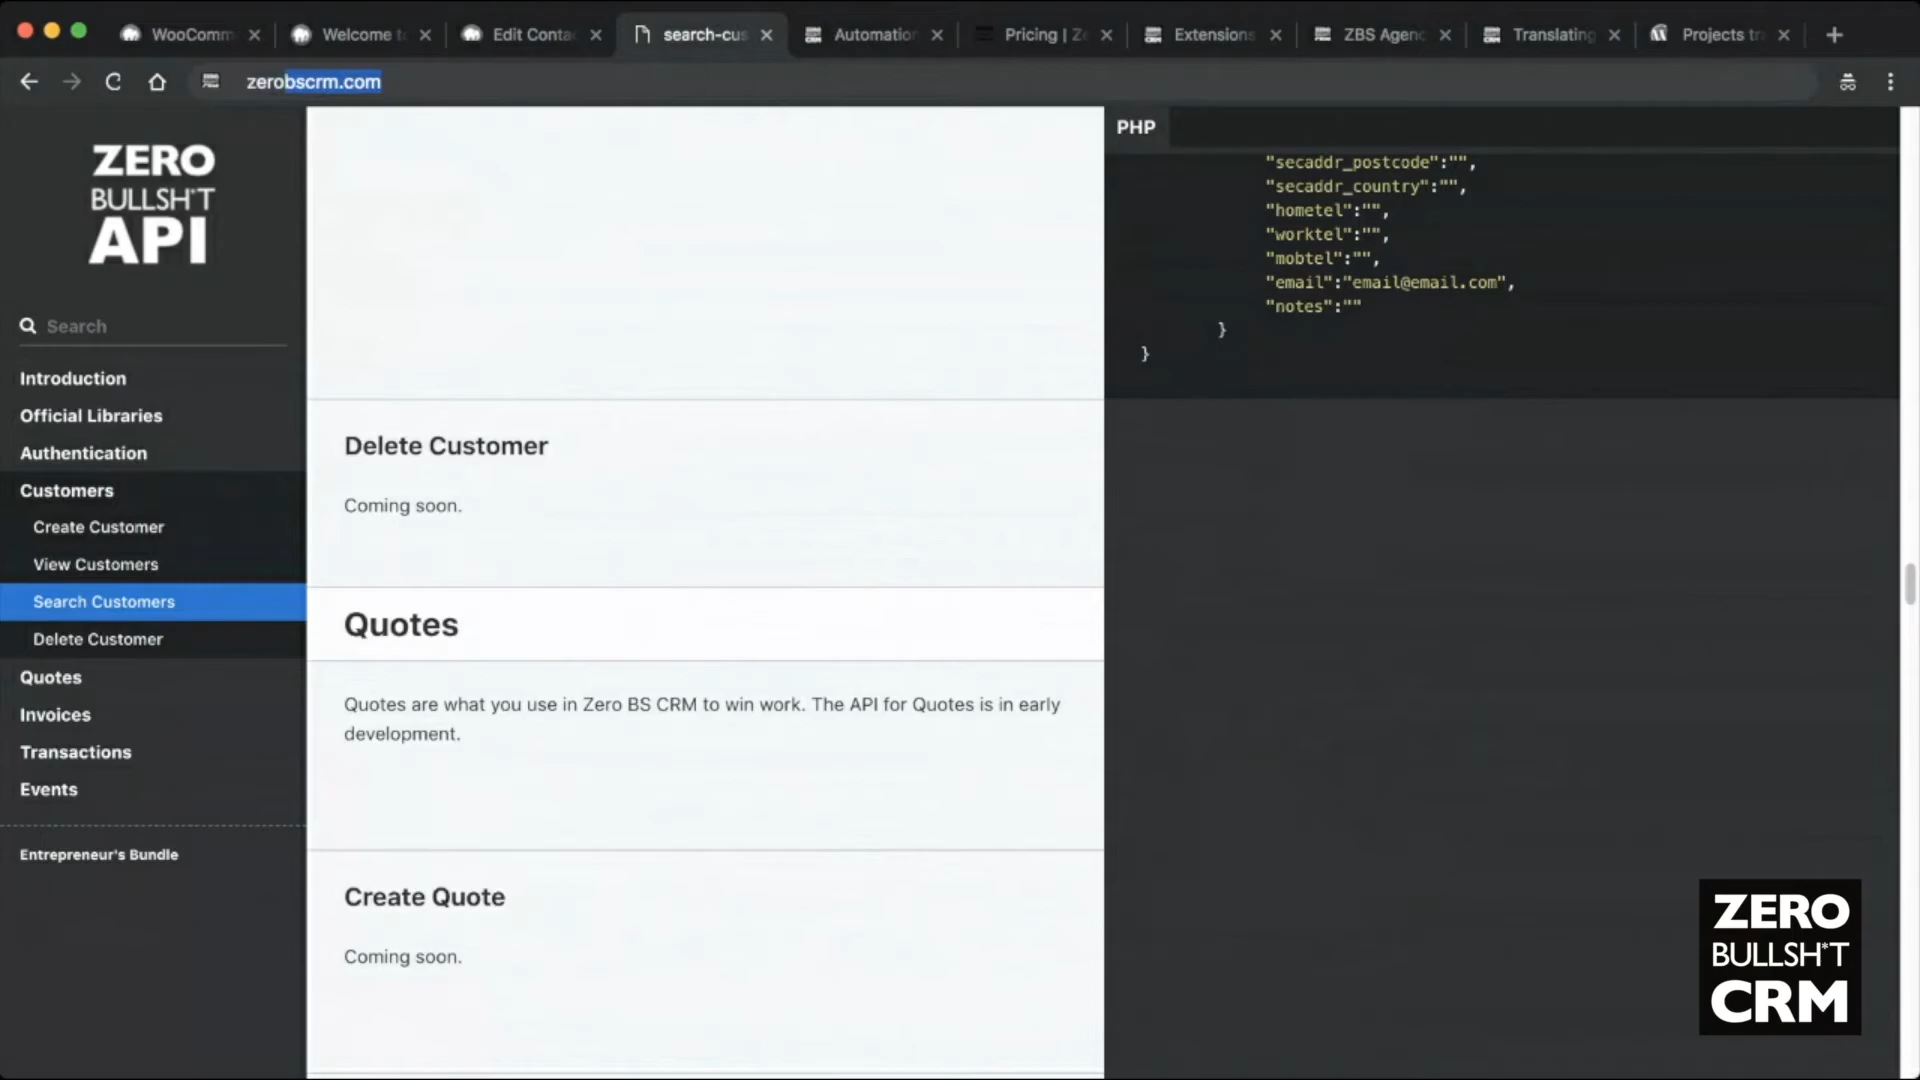 WooComm
Welcome t
Edit Conta
search-cus
Automation
Pricing | Ze
Extensions
ZBS Agenc
Translating
Projects tr
zerobscrm.com
ZERO
BULLSH*T
API
Search
Introduction
Official Libraries
Authentication
Customers
Create Customer
View Customers
Search Customers
Delete Customer
Quotes
Invoices
Transactions
Events
Entrepreneur's Bundle
Delete Customer
Coming soon.
Quotes
Quotes are what you use in Zero BS CRM to win work. The API for Quotes is in early
development.
Create Quote
Coming soon.
PHP
"secaddr_postcode":"",
"secaddr_country":"",
"hometel":"",
"worktel":"",
"mobtel":"",
"email":"email@email.com",
"notes":""
}
}
ZERO
BULLSH*T
CRM